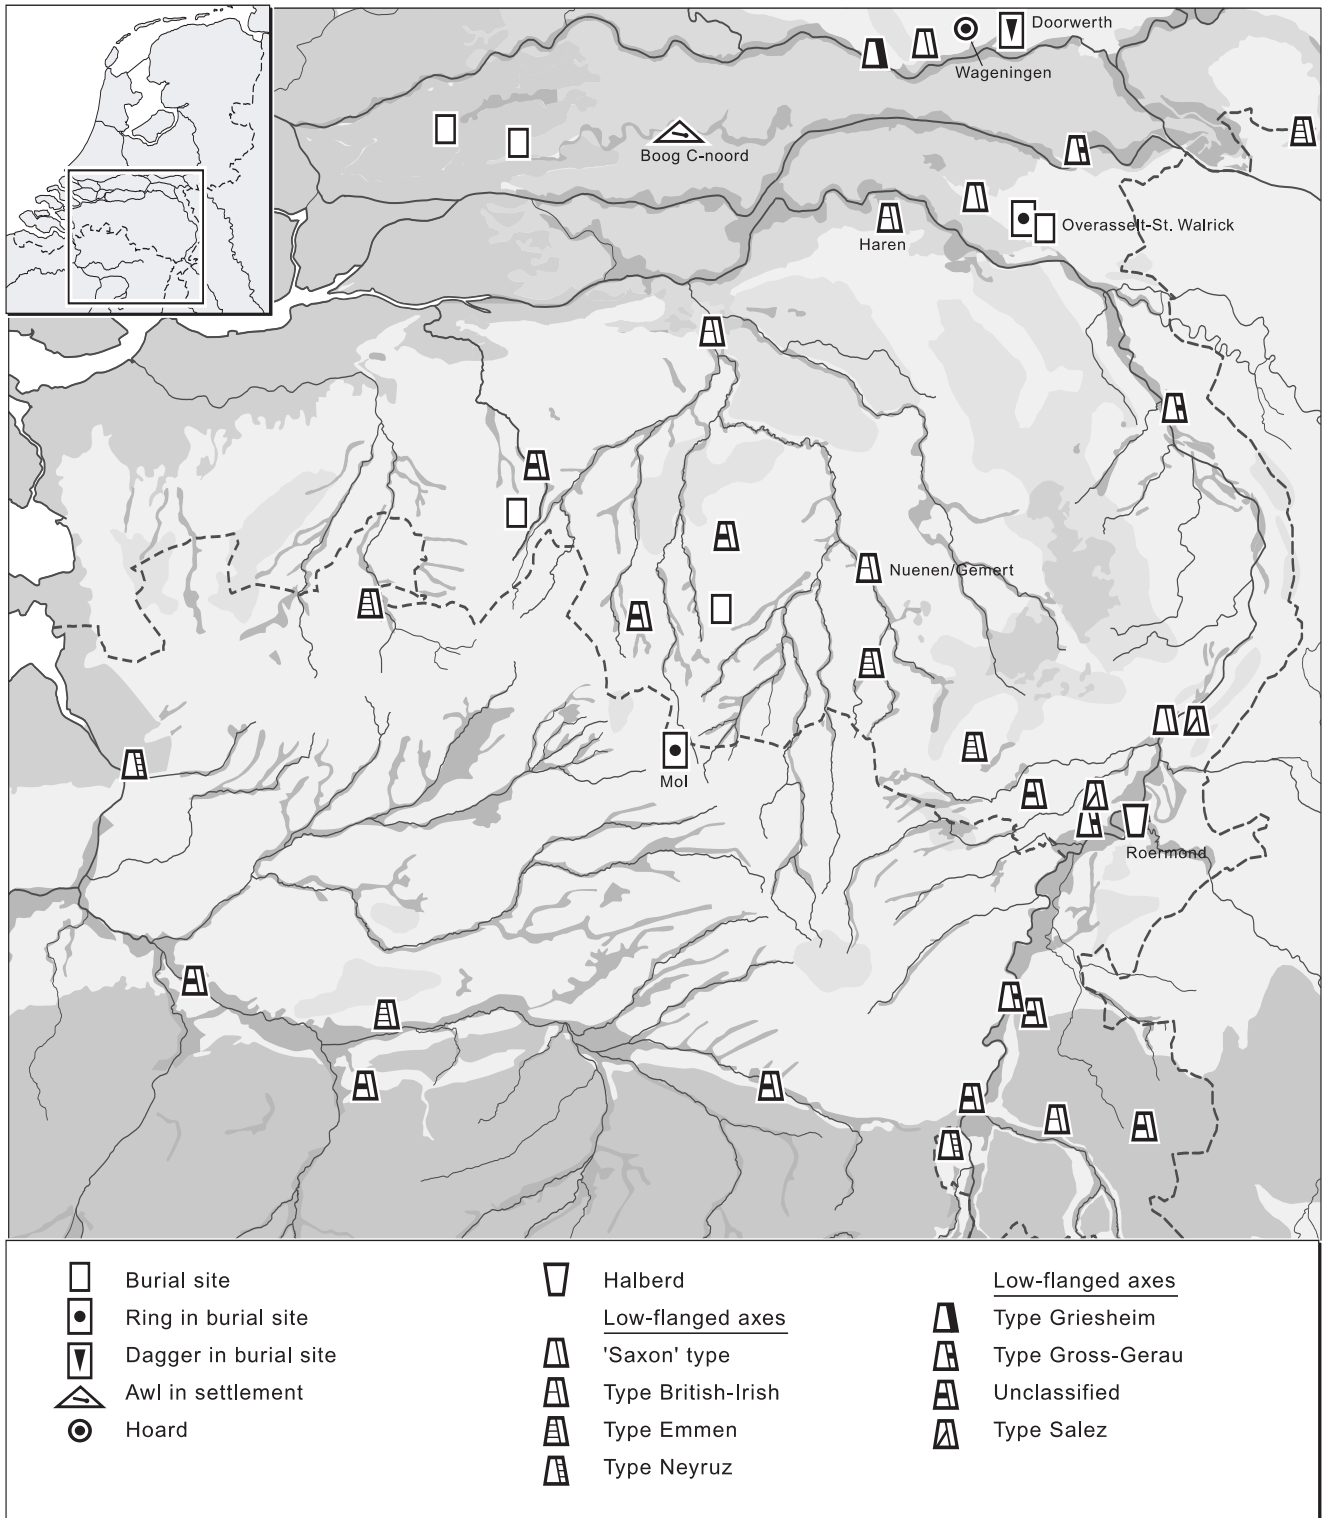 Doorwerth
Wageningen
Boog C-noord
Overasselt-St. Walrick
Haren
Nuenen/Gemert
Mol
Roermond
Burial site
Ring in burial site
Dagger in burial site
Awl in settlement
Hoard
Halberd
Low-flanged axes
'Saxon' type
Type British-Irish
Type Emmen
Type Neyruz
Low-flanged axes
Type Griesheim
Type Gross-Gerau
Unclassified
Type Salez